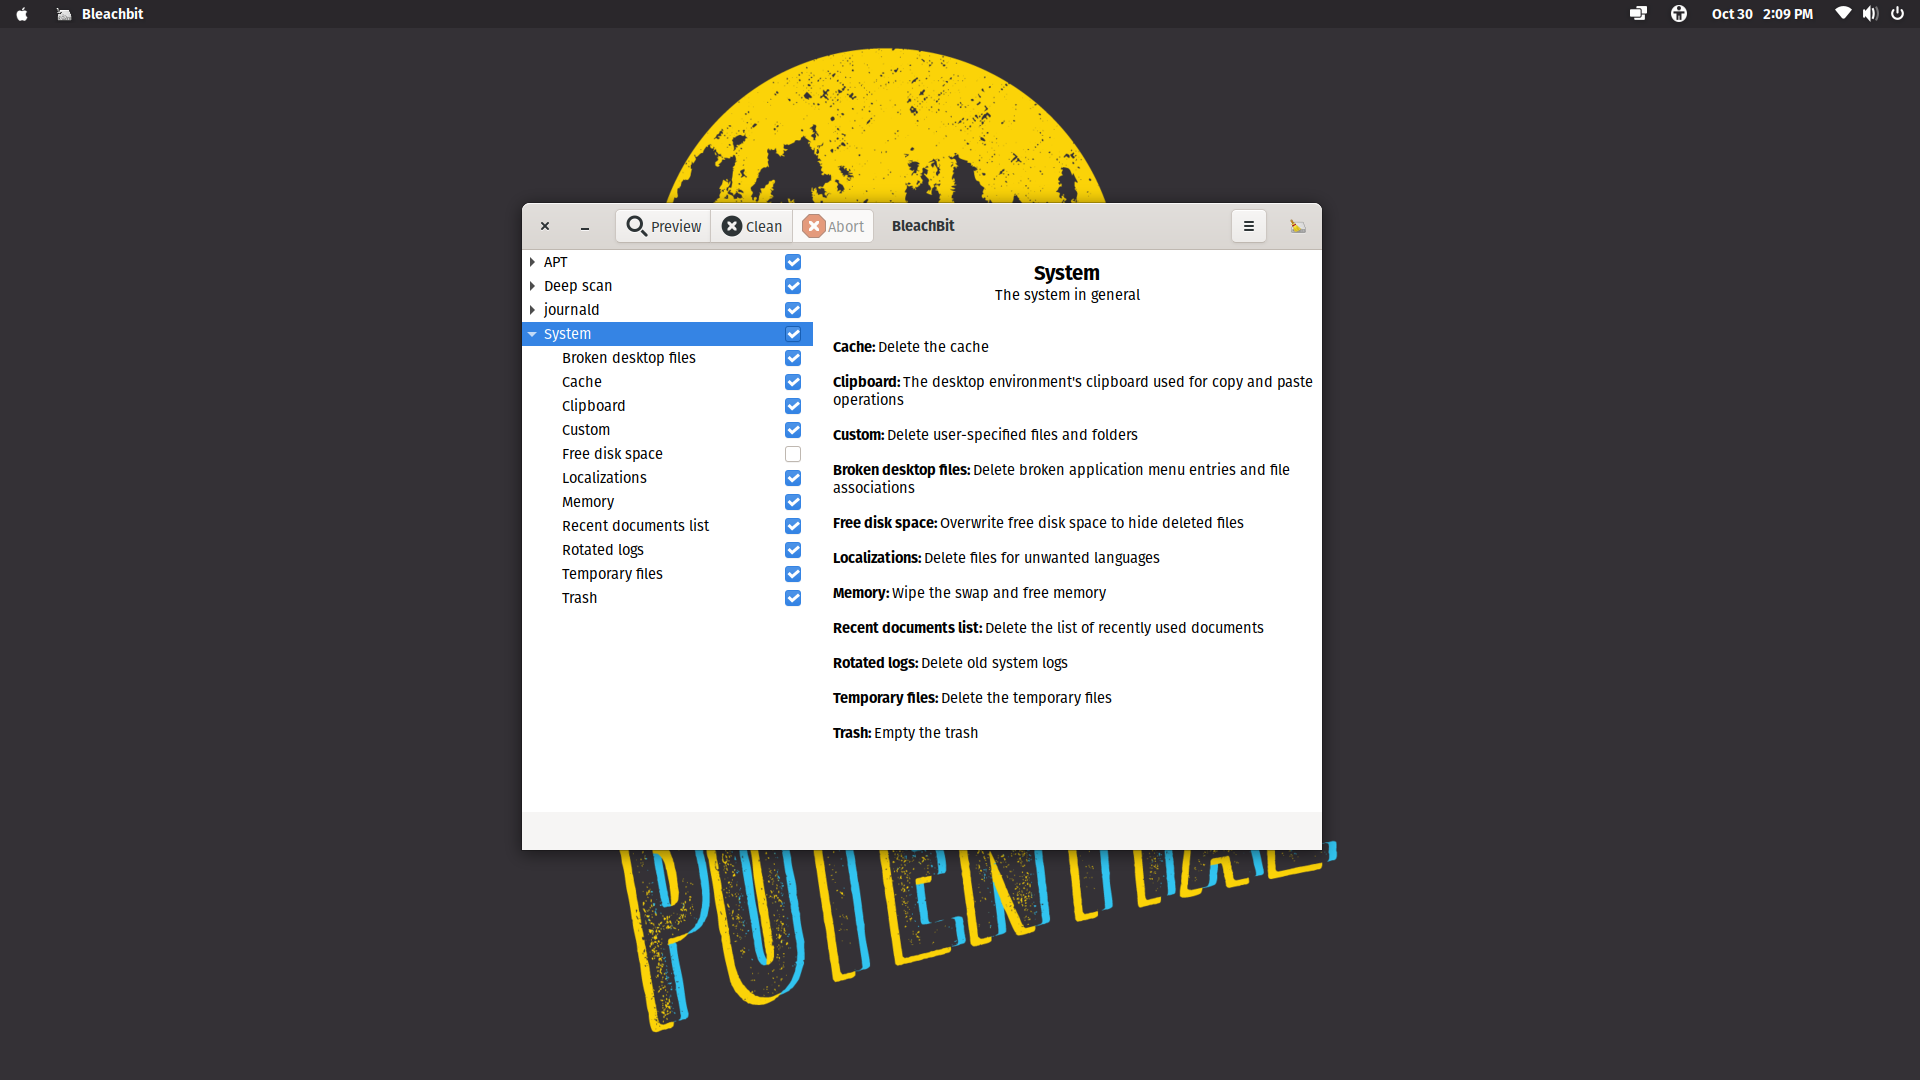 Bleachbit
Oct 30 2:09 PM
Preview
Clean
Abort
BleachBit
APT
Deep scan
journald
System
Broken desktop files
Cache
Clipboard
Custom
Free disk space
Localizations
Memory
Recent documents list
Rotated logs
Temporary files
Trash
System
The system in general
Cache: Delete the cache
Clipboard: The desktop environment's clipboard used for copy and paste
operations
Custom: Delete user-specified files and folders
Broken desktop files: Delete broken application menu entries and file
associations
Free disk space: Overwrite free disk space to hide deleted files
Localizations: Delete files for unwanted languages
Memory: Wipe the swap and free memory
Recent documents list: Delete the list of recently used documents
Rotated logs: Delete old system logs
Temporary files: Delete the temporary files
Trash: Empty the trash
POTENTIAL